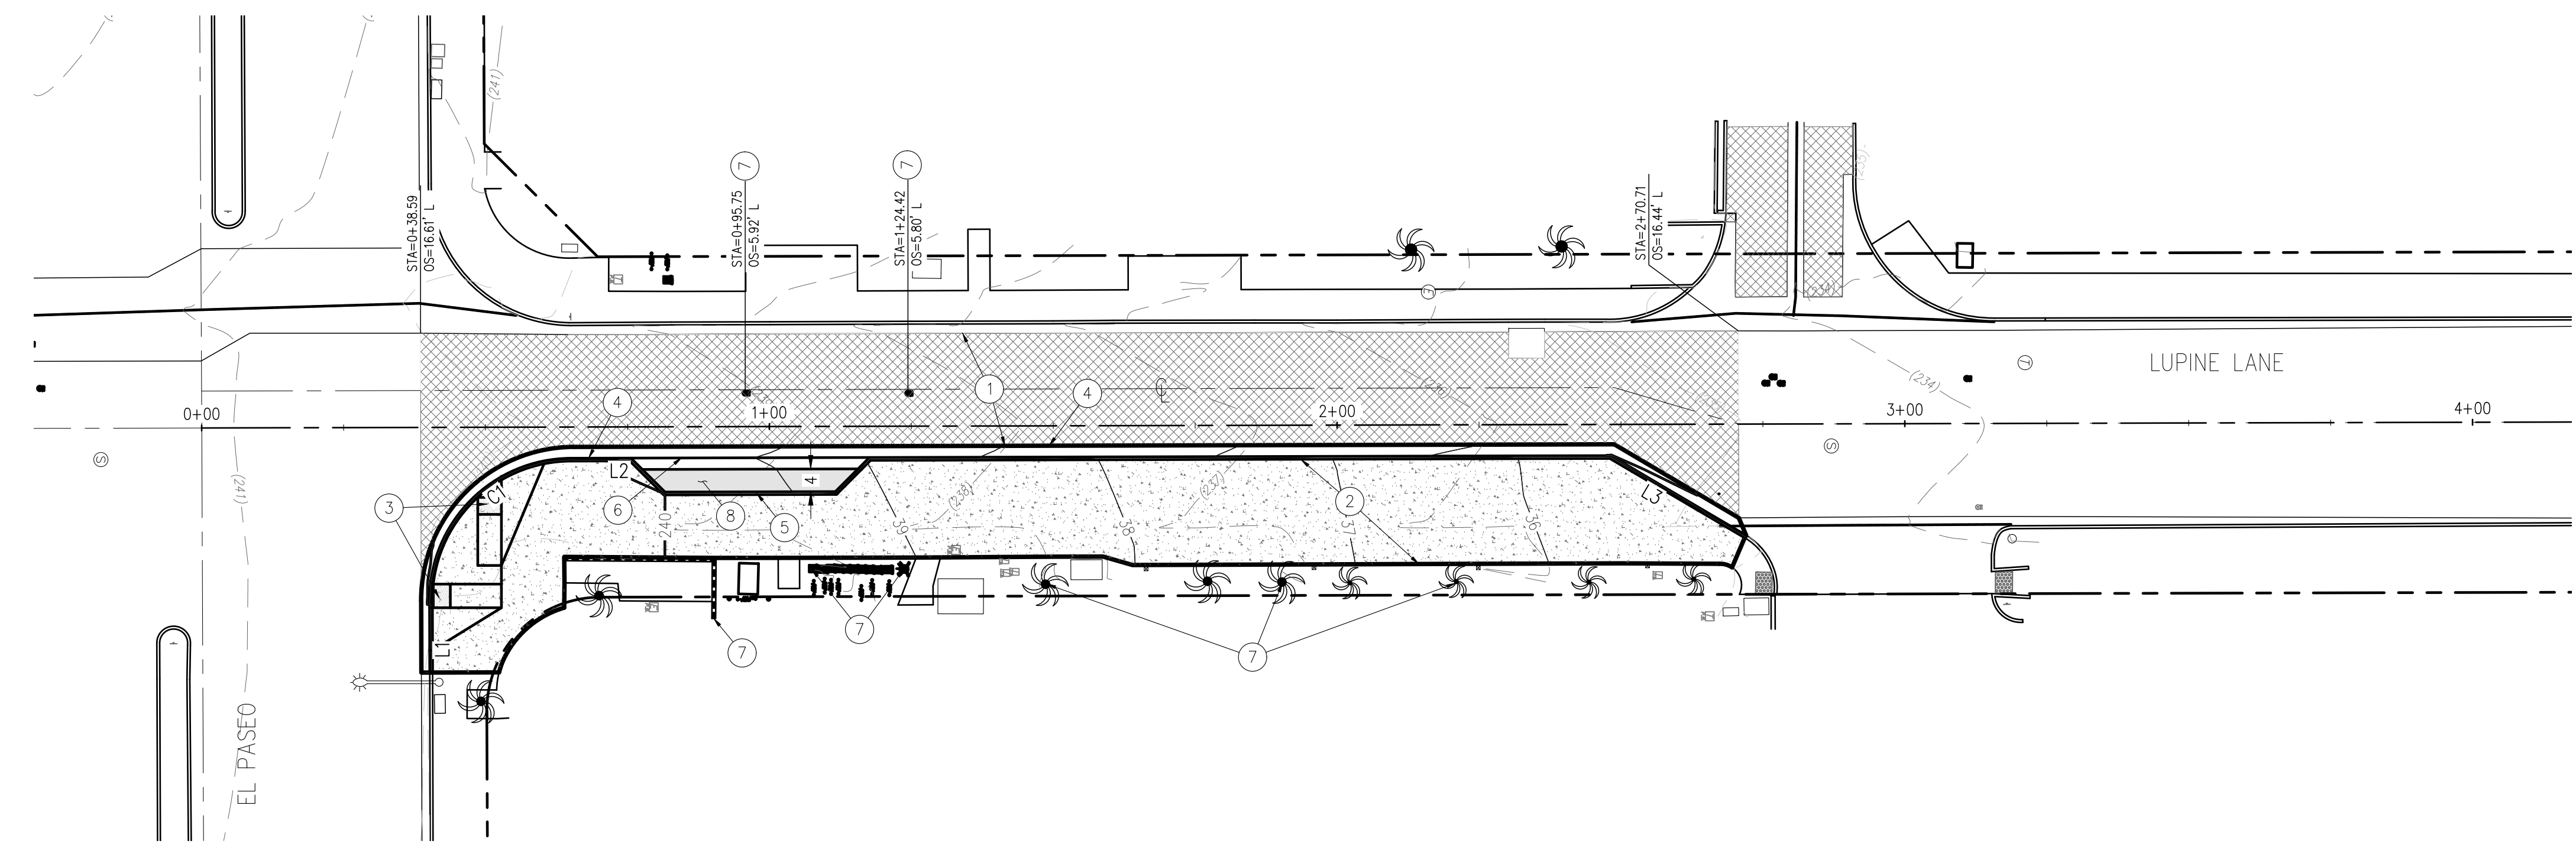 (241)
7
7
STA=0+38.59
OS=16.61' L
STA=0+95.75
OS=5.92' L
STA=1+24.42
OS=5.80' L
STA=2+70.71
OS=16.44' L
(235)
E
(234)
T
LUPINE LANE
1
4
4
(236)
(234)
0+00
1+00
2+00
3+00
4+00
S
S
(241)
L2
C1
4
3
6
8
5
240
39
(238)
38
(237)
2
37
36
L3
L1
7
7
7
EL PASEO